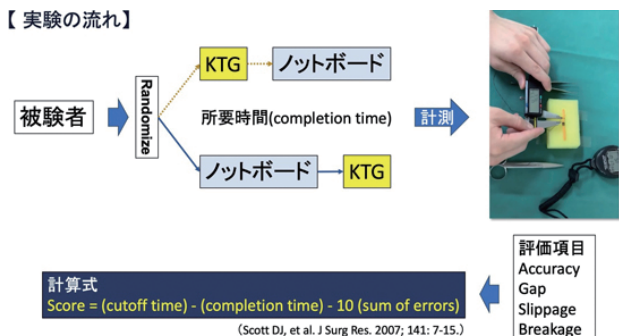 【 実験の流れ】
KTG
ノットボード
被験者
Randomize
所要時間(completion time)
計測
ノットボード
KTG
評価項目
Accuracy
Gap
Slippage
Breakage
計算式
Score = (cutoff time) - (completion time) - 10 (sum of errors)
（Scott DJ, et al. J Surg Res. 2007; 141: 7-15.）